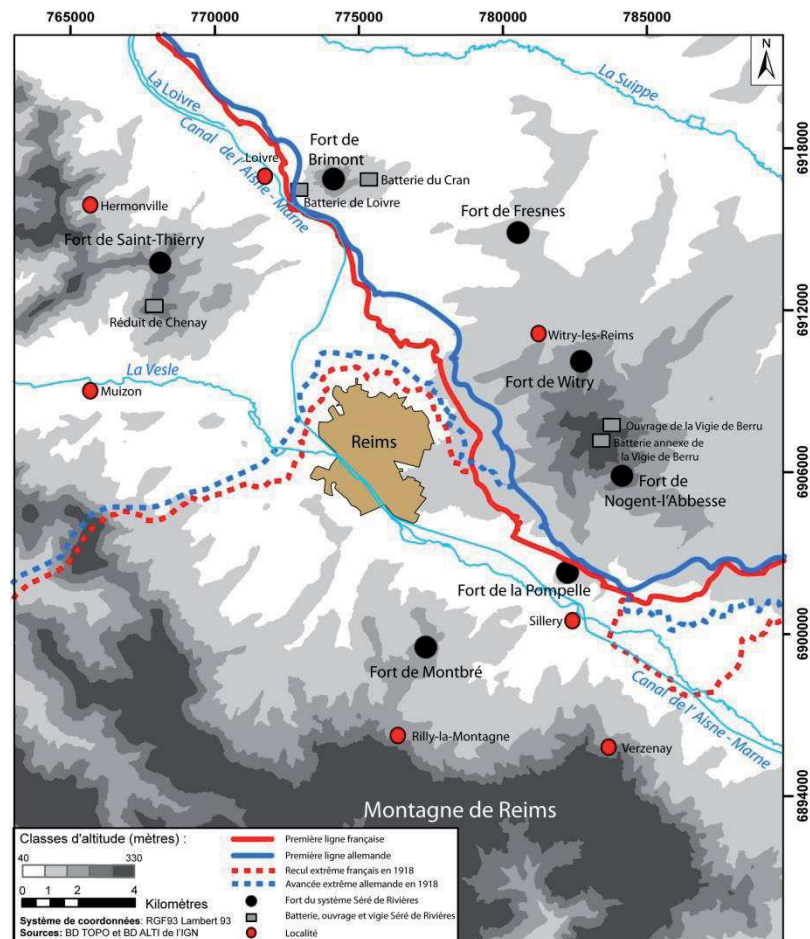 765000
770000
775000
780000
785000
N
La Suippe
La Loivre
Canal de l'Aisne - Marne
6918000
Loivre
Fort de
Brimont
Batterie du Cran
Batterie de Loivre
Hermonville
Fort de Saint-Thierry
Fort de Fresnes
Réduit de Chenay
6912000
Witry-les-Reims
Fort de Witry
La Vesle
Muizon
Reims
Ouvrage de la Vigie de Berru
Batterie annexe de
la Vigie de Berru
6906000
Fort de
Nogent-l'Abbesse
Fort de la Pompelle
Sillery
6900000
Fort de Montbré
Canal de l'Aisne - Marne
Rilly-la-Montagne
Verzenay
6894000
Montagne de Reims
Classes d'altitude (mètres) :
40 330
0 1 2 4
Kilomètres
Système de coordonnées: RGF93 Lambert 93
Sources: BD TOPO et BD ALTI de l'IGN
Première ligne française
Première ligne allemande
Recul extrême français en 1918
Avancée extrême allemande en 1918
Fort du système Séré de Rivières
Batterie, ouvrage et vigie Séré de Rivières
Localité